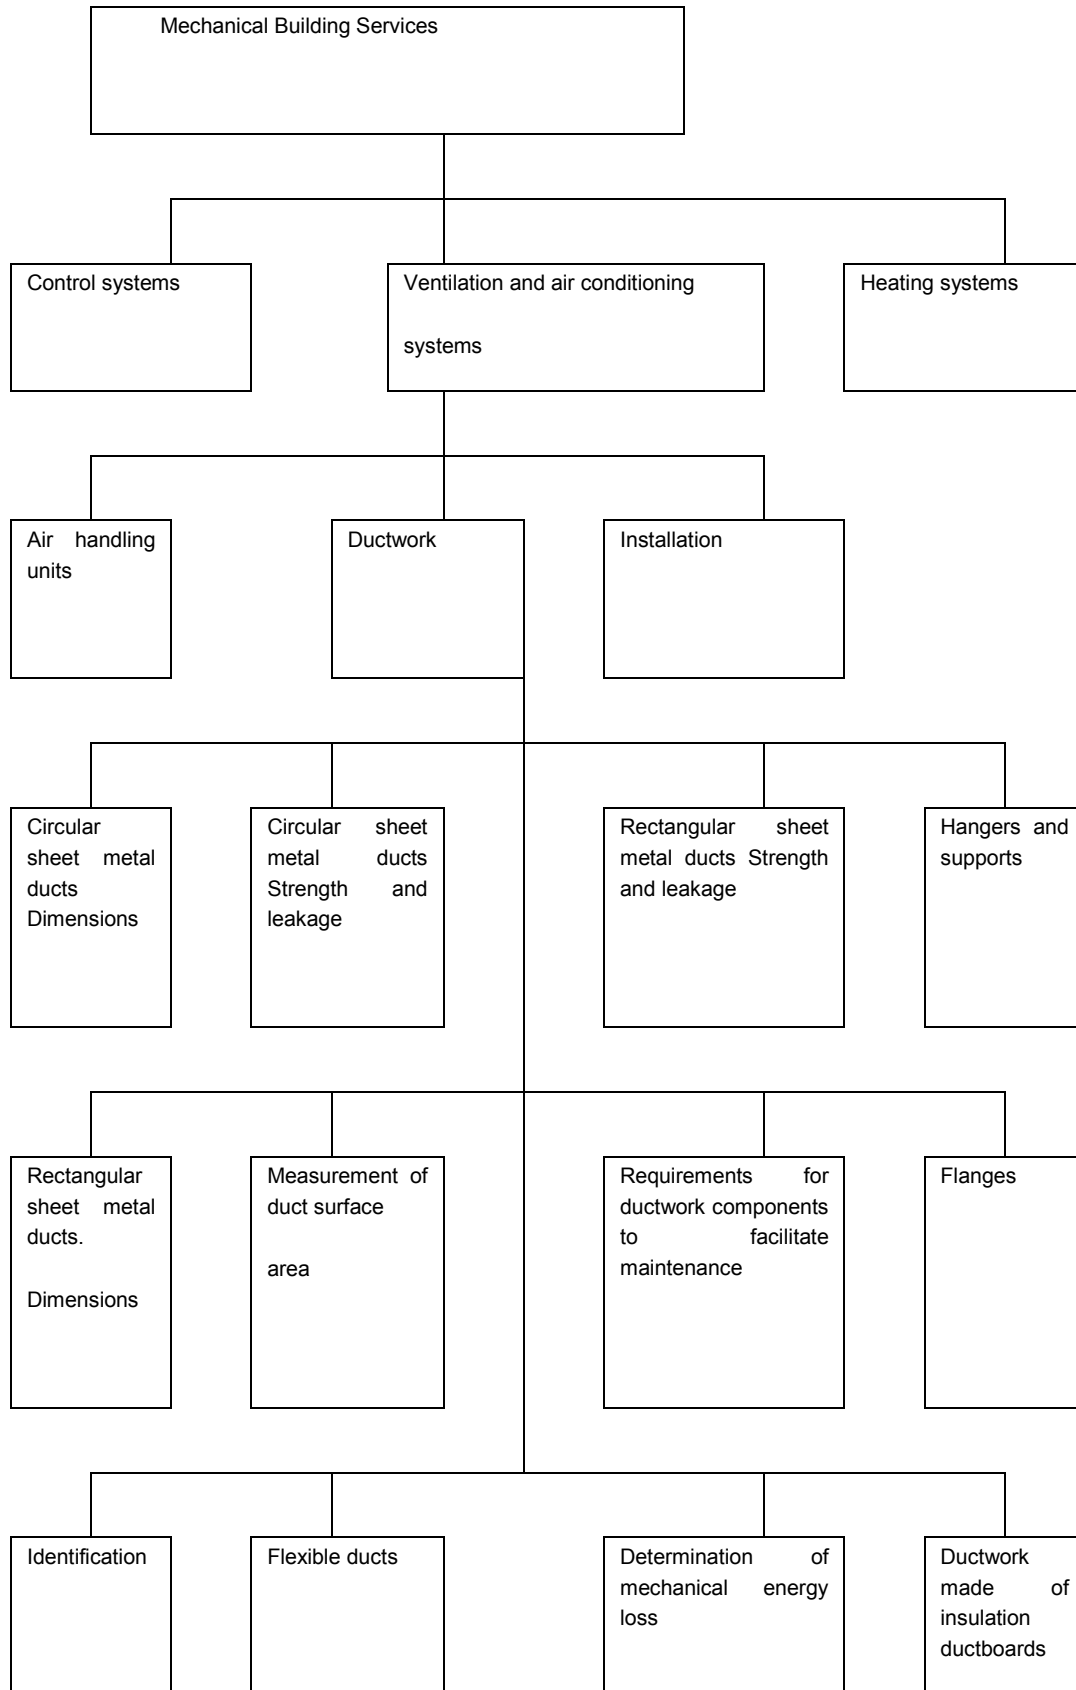 Mechanical Building Services
Control systems
Ventilation and air conditioning
systems
Heating systems
Air handling
units
Ductwork
Installation
Circular
sheet metal
ducts
Dimensions
Circular sheet
metal ducts
Strength and
leakage
Rectangular sheet
metal ducts Strength
and leakage
Hangers and
supports
Rectangular
sheet metal
ducts.
Dimensions
Measurement of
duct surface
area
Requirements for
ductwork components
to facilitate
maintenance
Flanges
Identification
Flexible ducts
Determination of
mechanical energy
loss
Ductwork
made of
insulation
ductboards